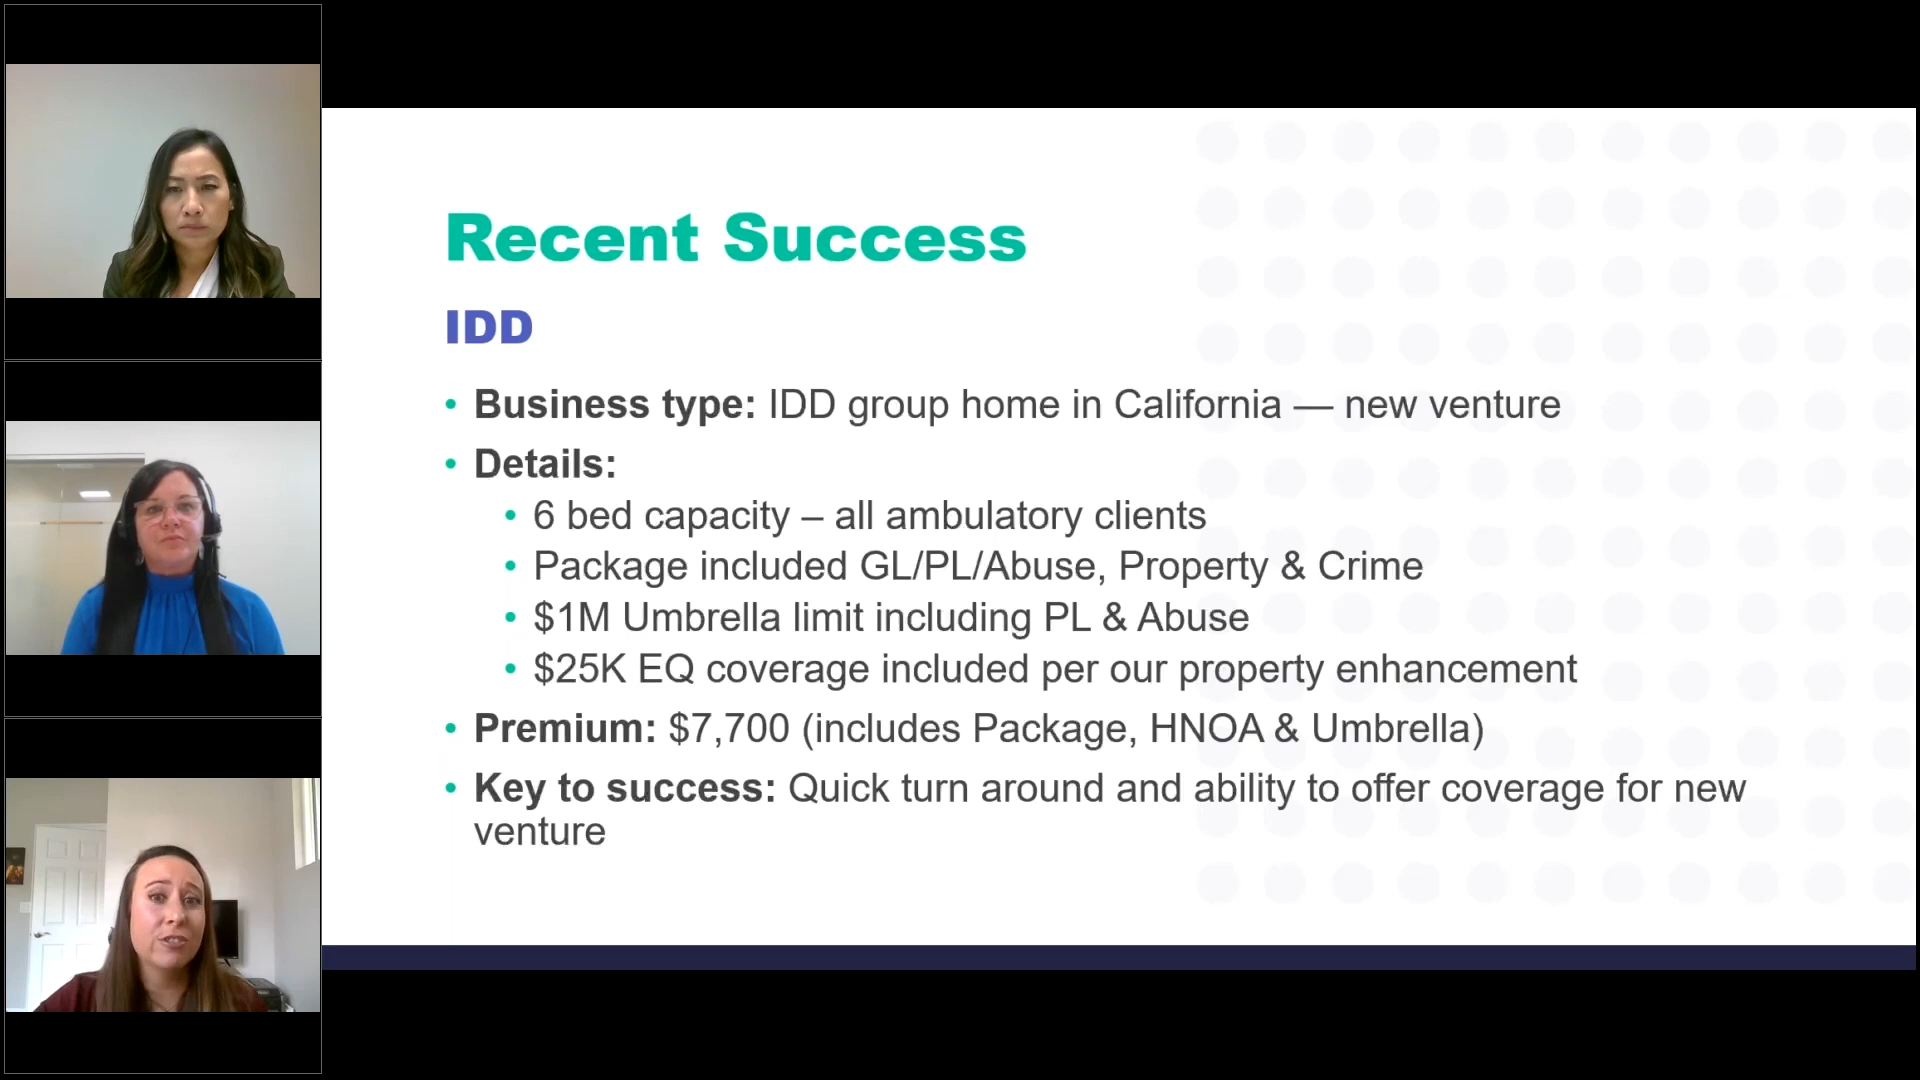 Recent Success
IDD
• Business type: IDD group home in California — new venture
• Details:
• 6 bed capacity – all ambulatory clients
• Package included GL/PL/Abuse, Property & Crime
• $1M Umbrella limit including PL & Abuse
• $25K EQ coverage included per our property enhancement
• Premium: $7,700 (includes Package, HNOA & Umbrella)
• Key to success: Quick turn around and ability to offer coverage for new
venture